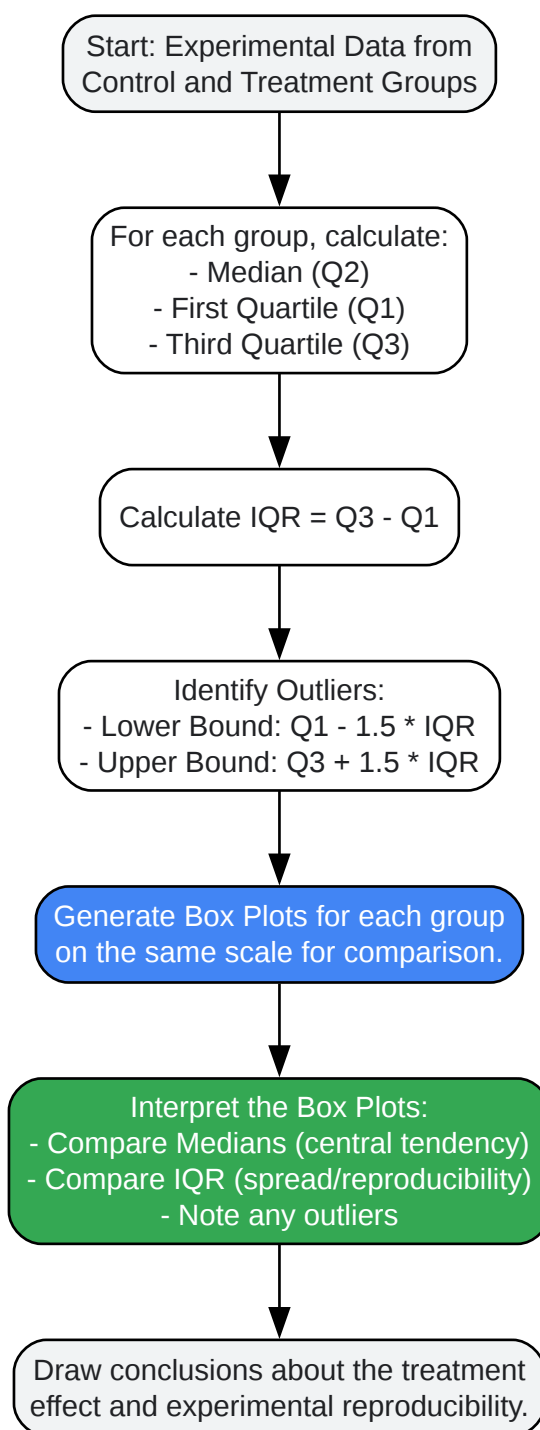 Start: Experimental Data from
Control and Treatment Groups
For each group, calculate:
- Median (Q2)
- First Quartile (Q1)
- Third Quartile (Q3)
Calculate IQR = Q3 - Q1
Identify Outliers:
- Lower Bound: Q1 - 1.5 * IQR
- Upper Bound: Q3 + 1.5 * IQR
Generate Box Plots for each group
on the same scale for comparison.
Interpret the Box Plots:
- Compare Medians (central tendency)
- Compare IQR (spread/reproducibility)
- Note any outliers
Draw conclusions about the treatment
effect and experimental reproducibility.